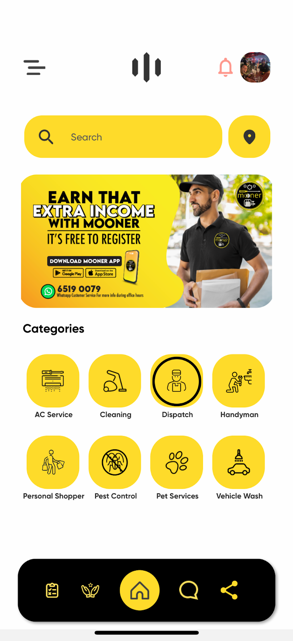 Search
EARN THAT
EXTRA INCOME
WITH MOONER
IT'S FREE TO REGISTER
mooner
DOWNLOAD MOONER APP
Google Play
App Store
6519 0079
Whatsapp Customer Service for more info during office hours
Categories
AC Service
Cleaning
Dispatch
Handyman
Personal Shopper
Pest Control
Pet Services
Vehicle Wash